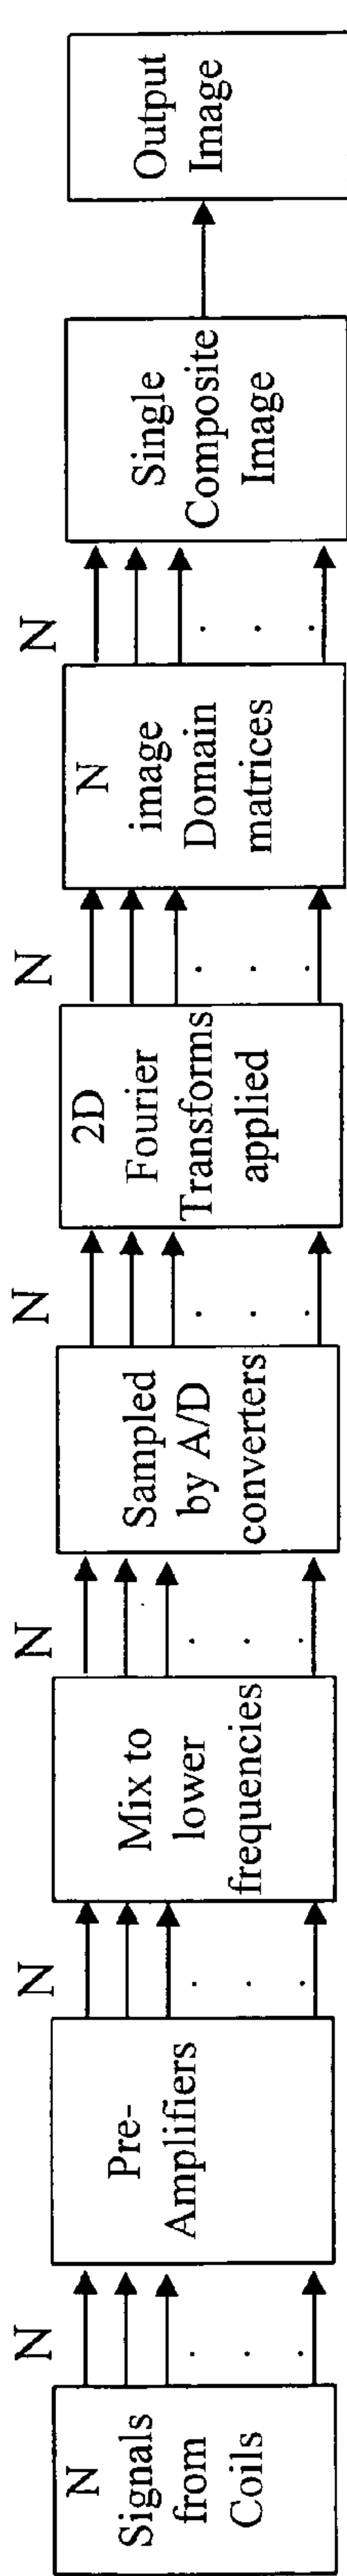 N
Signals
from
Coils
N
Pre-
Amplifiers
N
Mix to
lower
frequencies
N
Sampled
by A/D
converters
N
2D
Fourier
Transforms
applied
N
N
image
Domain
matrices
N
Single
Composite
Image
Output
Image